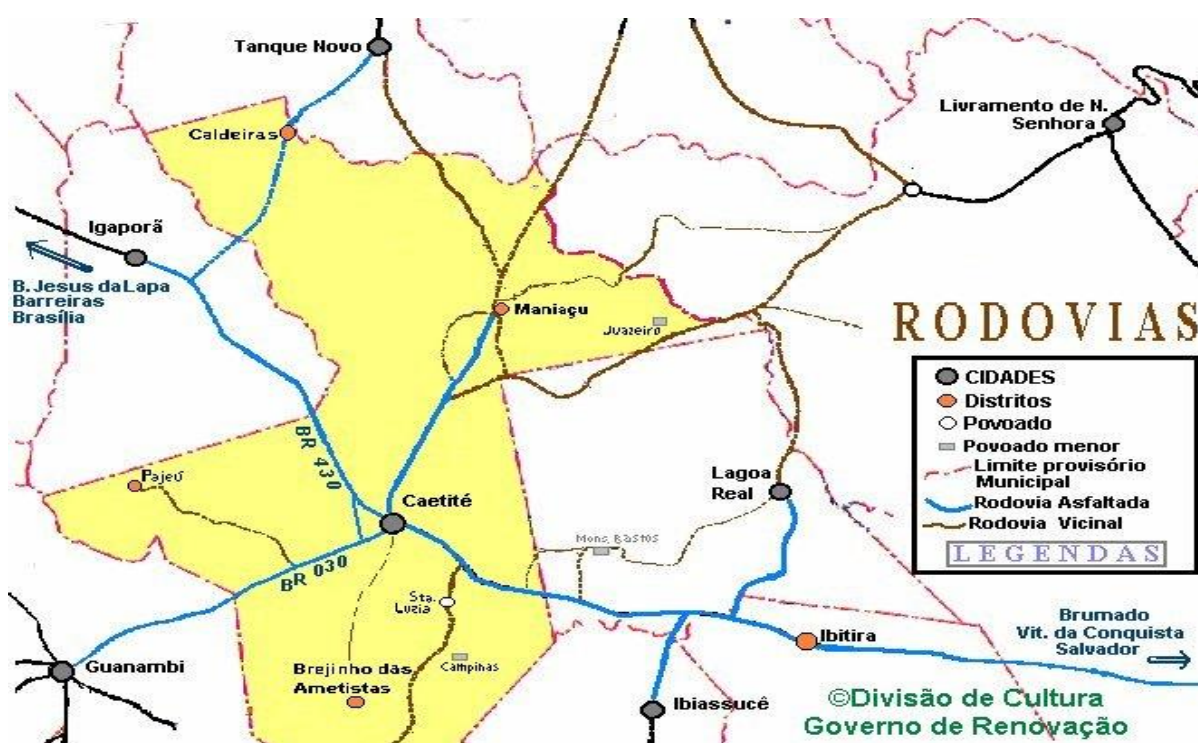 Tanque Novo
Livramento de N.
Senhora
Caldeiras
Igaporã
B. Jesus da Lapa
Barreiras
Brasília
Maniaçu
Juazeiro
RODOVIAS
CIDADES
Distritos
Povoado
Povoado menor
Limite provisório
Municipal
Rodovia Asfaltada
Rodovia Vicinal
LEGENDAS
BR 430
Pajeú
Lagoa
Real
Caetité
Mons. Bastos
BR 030
Sta.
Luzia
Brumado
Vit. da Conquista
Salvador
Ibitira
Guanambi
Brejinho das
Ametistas
Campinas
Ibiassucê
©Divisão de Cultura
Governo de Renovação